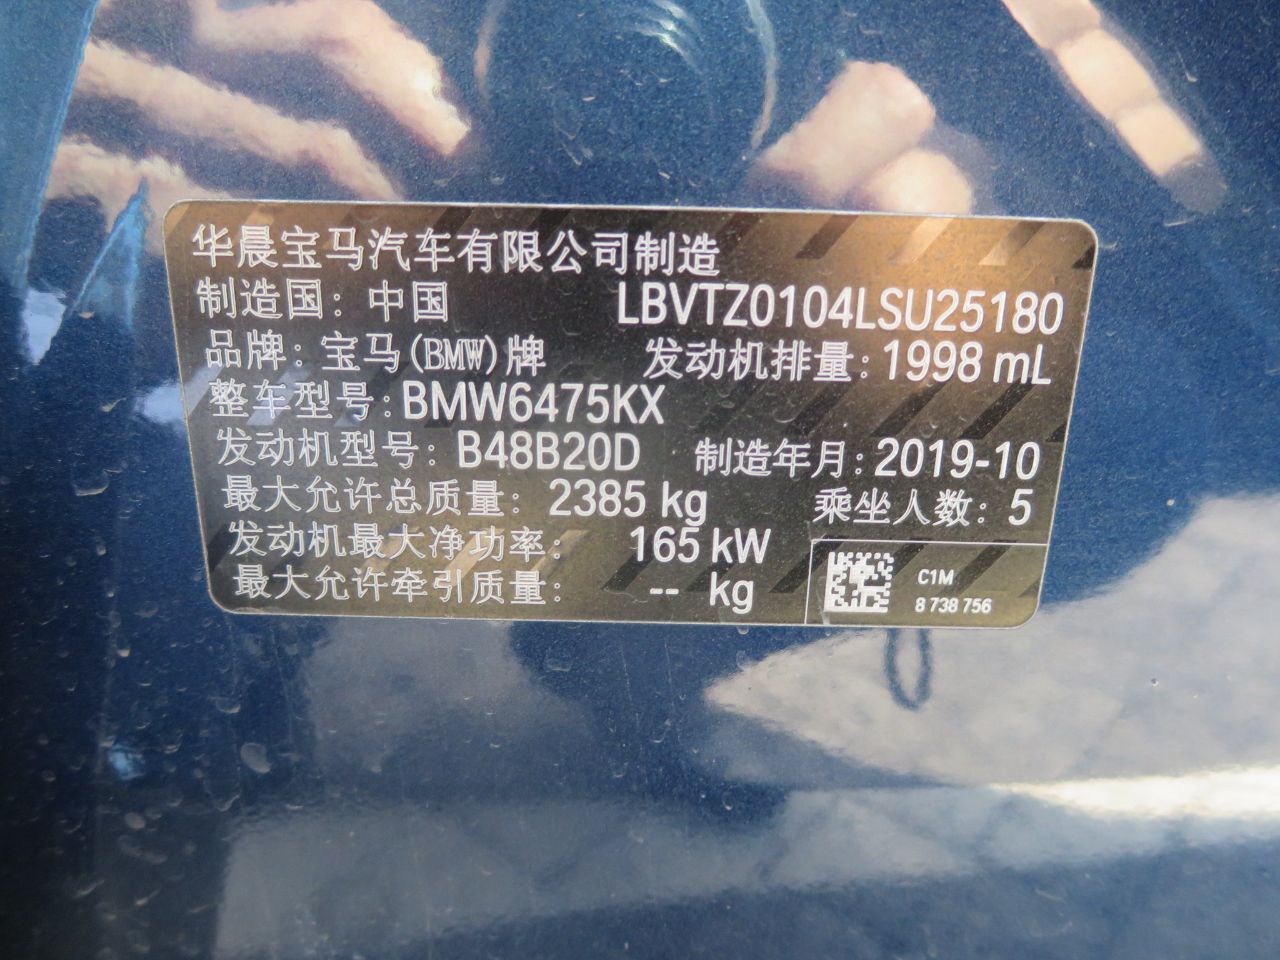 华晨宝马汽车有限公司制造
制造国：中国 LBVTZ0104LSU25180
品牌：宝马(BMW)牌 发动机排量：1998 mL
整车型号：BMW6475KX
发动机型号：B48B20D 制造年月：2019-10
最大允许总质量：2385 kg 乘坐人数：5
发动机最大净功率：165 kW
最大允许牵引质量：-- kg
C1M
8 738 756